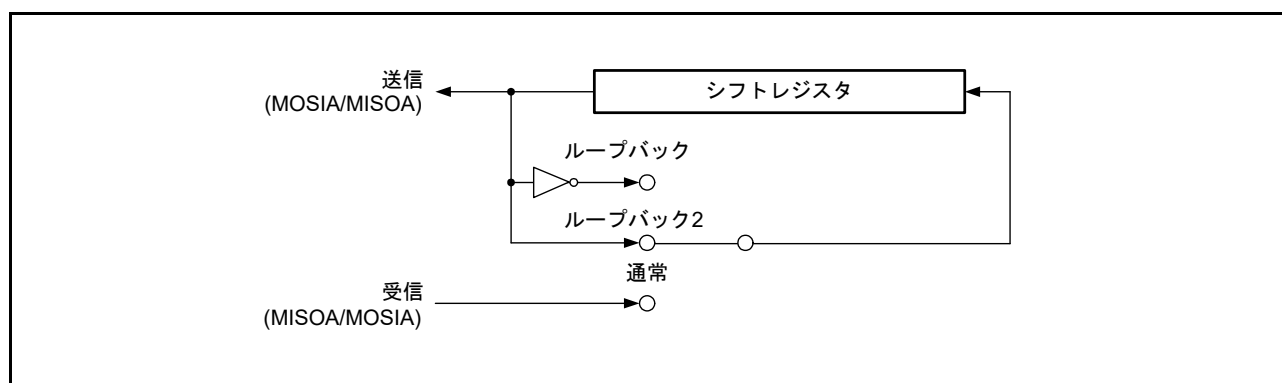 送信
(MOSIA/MISOA)
シフトレジスタ
ループバック
ループバック2
通常
受信
(MISOA/MOSIA)